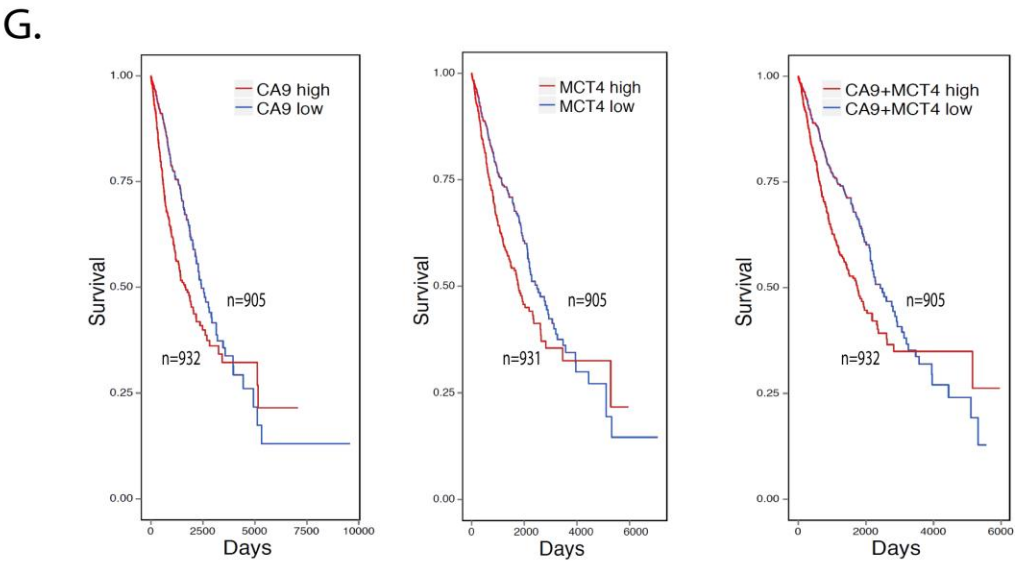 G.
1.00
0.75
0.50
0.25
0.00
Survival
CA9 high
CA9 low
n=905
n=932
0 2500 5000 7500 10000
Days
1.00
0.75
0.50
0.25
0.00
Survival
MCT4 high
MCT4 low
n=905
n=931
0 2000 4000 6000
Days
1.00
0.75
0.50
0.25
0.00
Survival
CA9+MCT4 high
CA9+MCT4 low
n=905
n=932
0 2000 4000 6000
Days